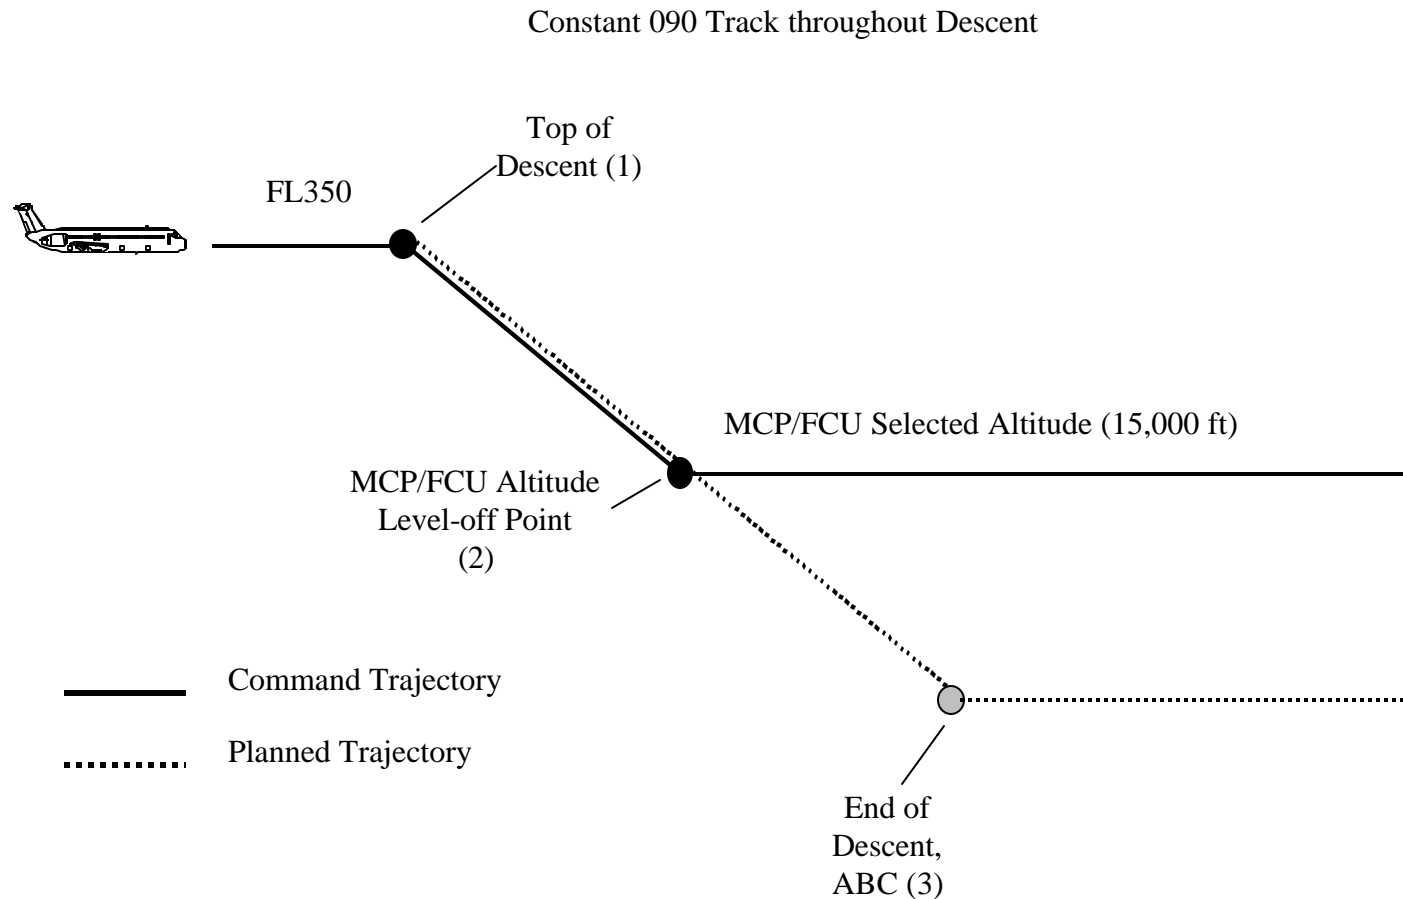 Constant 090 Track throughout Descent
Top of
Descent (1)
FL350
MCP/FCU Selected Altitude (15,000 ft)
MCP/FCU Altitude
Level-off Point
(2)
Command Trajectory
Planned Trajectory
End of
Descent,
ABC (3)